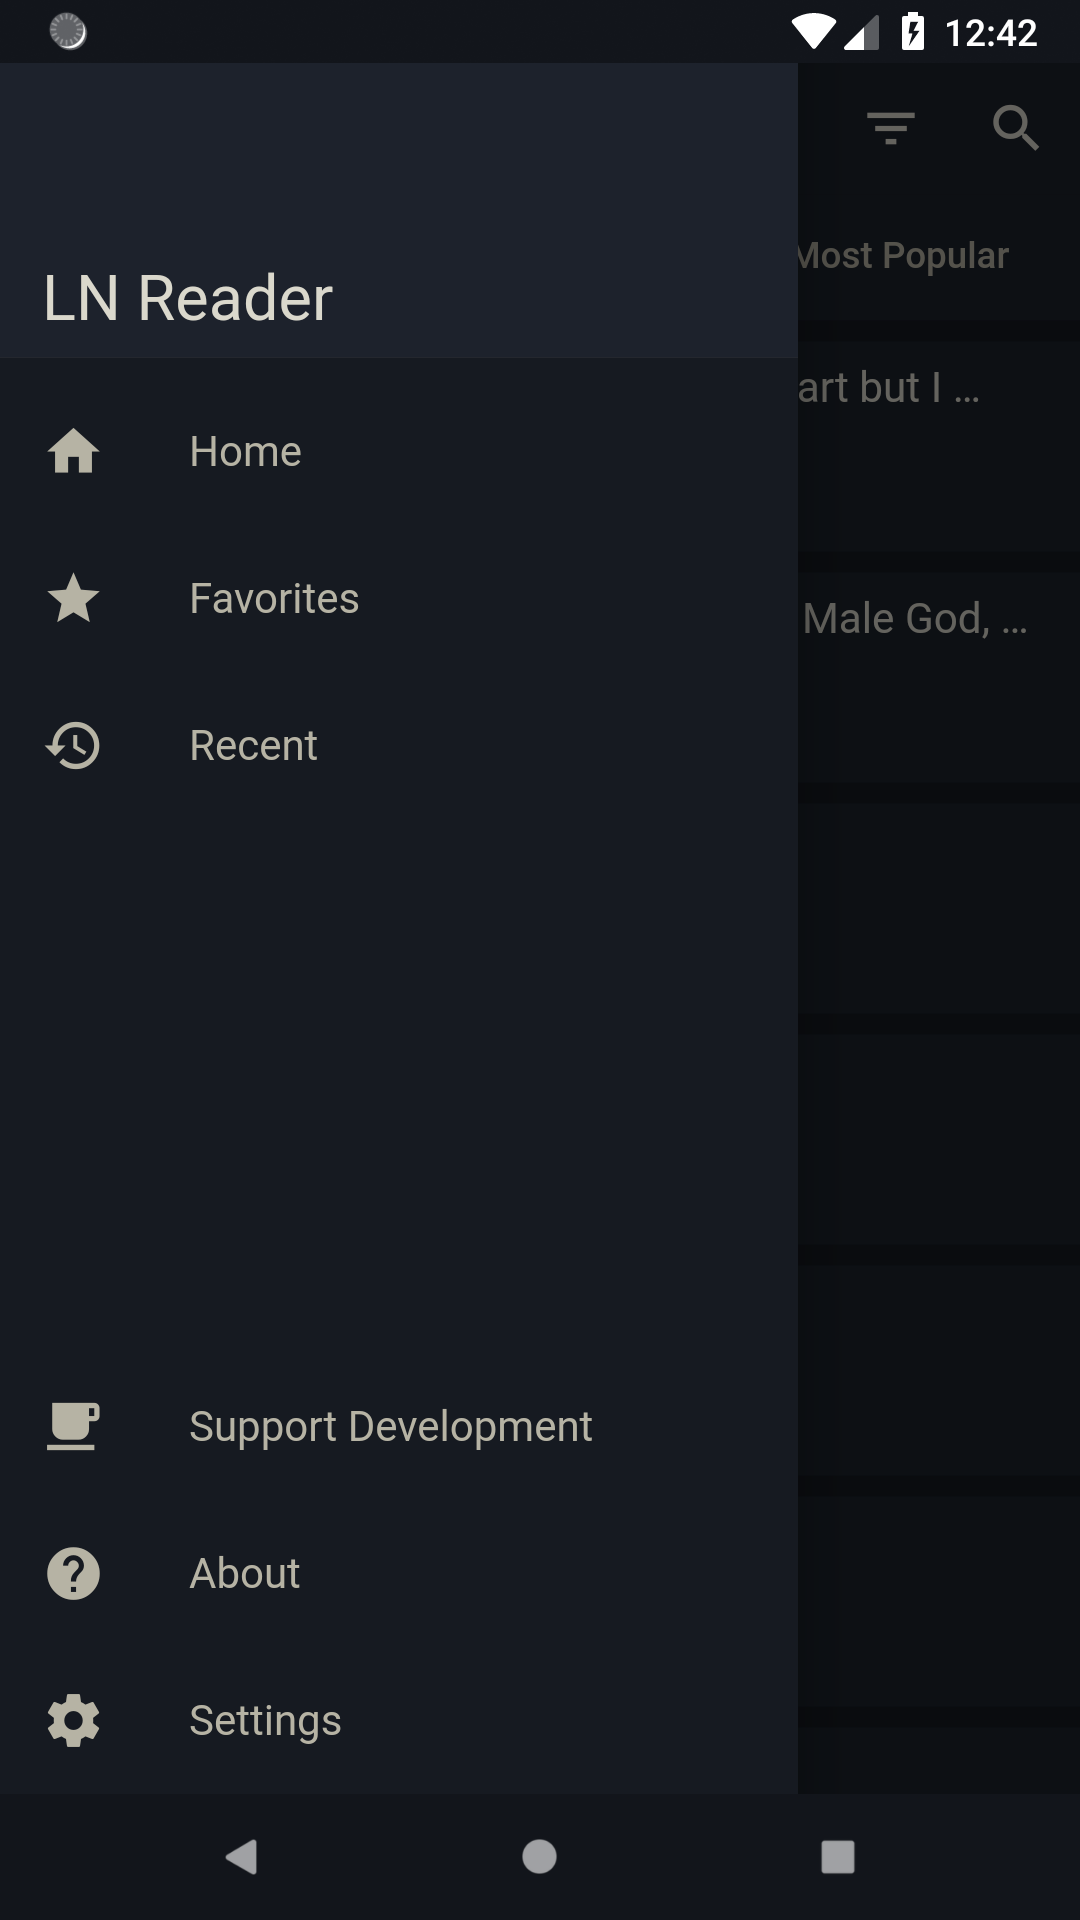 12:42
LN Reader
Most Popular
art but I ...
Male God, ...
Home
Favorites
Recent
Support Development
About
Settings